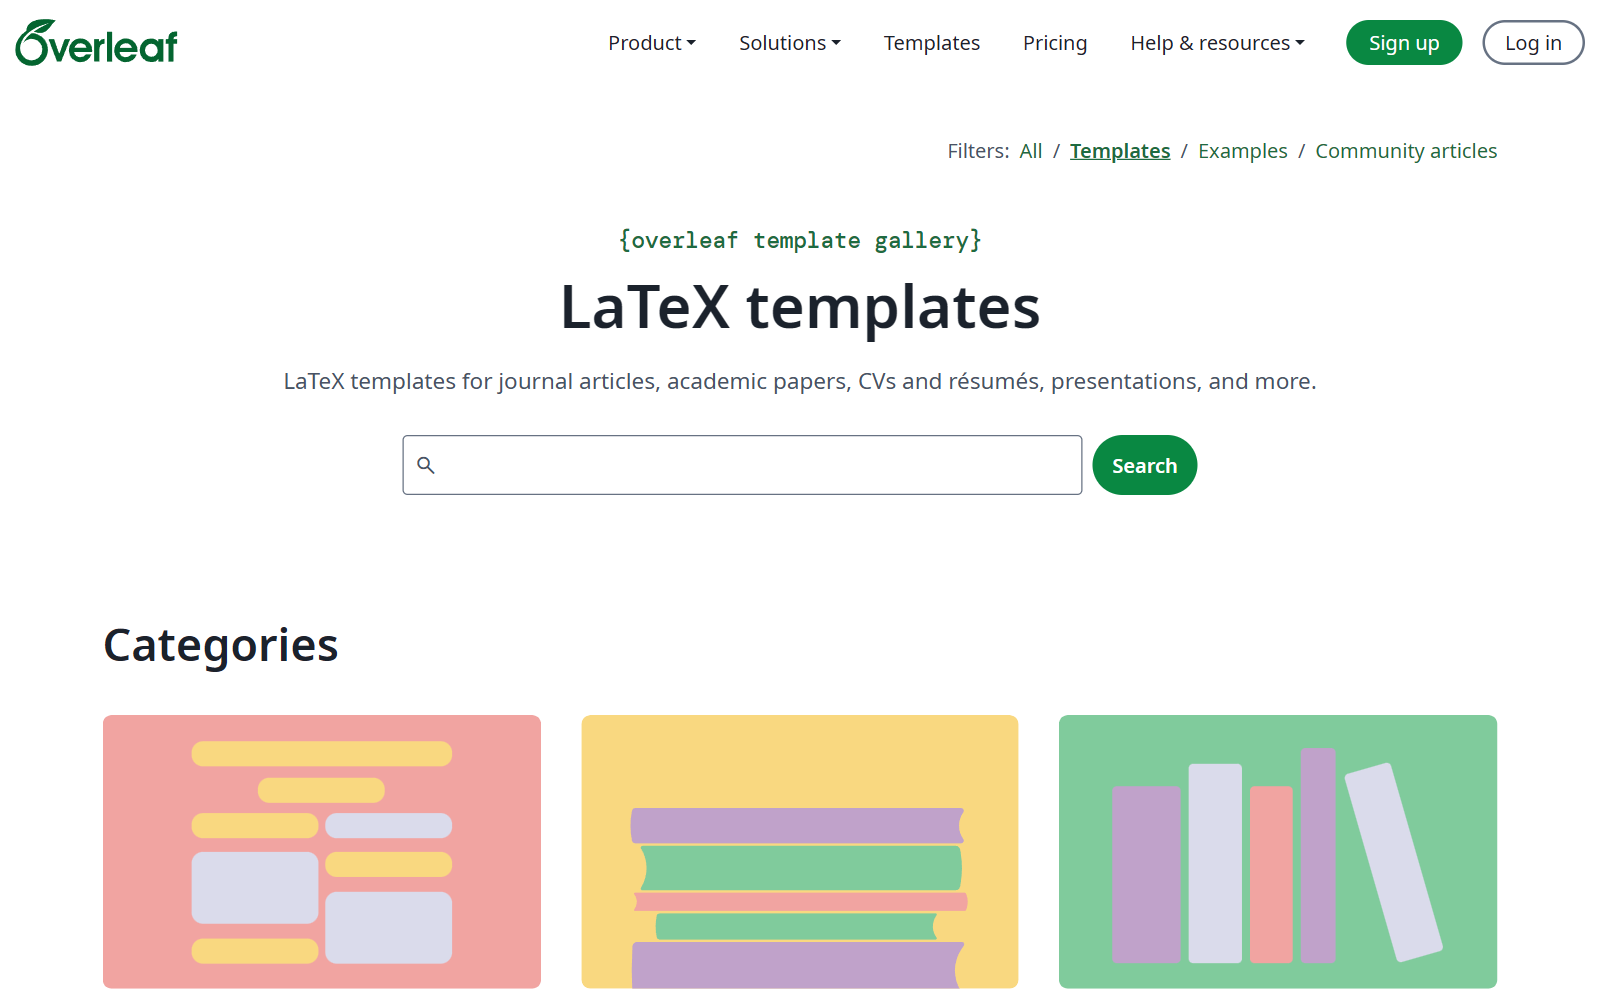 Overleaf
Product Solutions Templates Pricing Help & resources Sign up Log in
Filters: All / Templates / Examples / Community articles
{overleaf template gallery}
LaTeX templates
LaTeX templates for journal articles, academic papers, CVs and résumés, presentations, and more.
Search
Categories